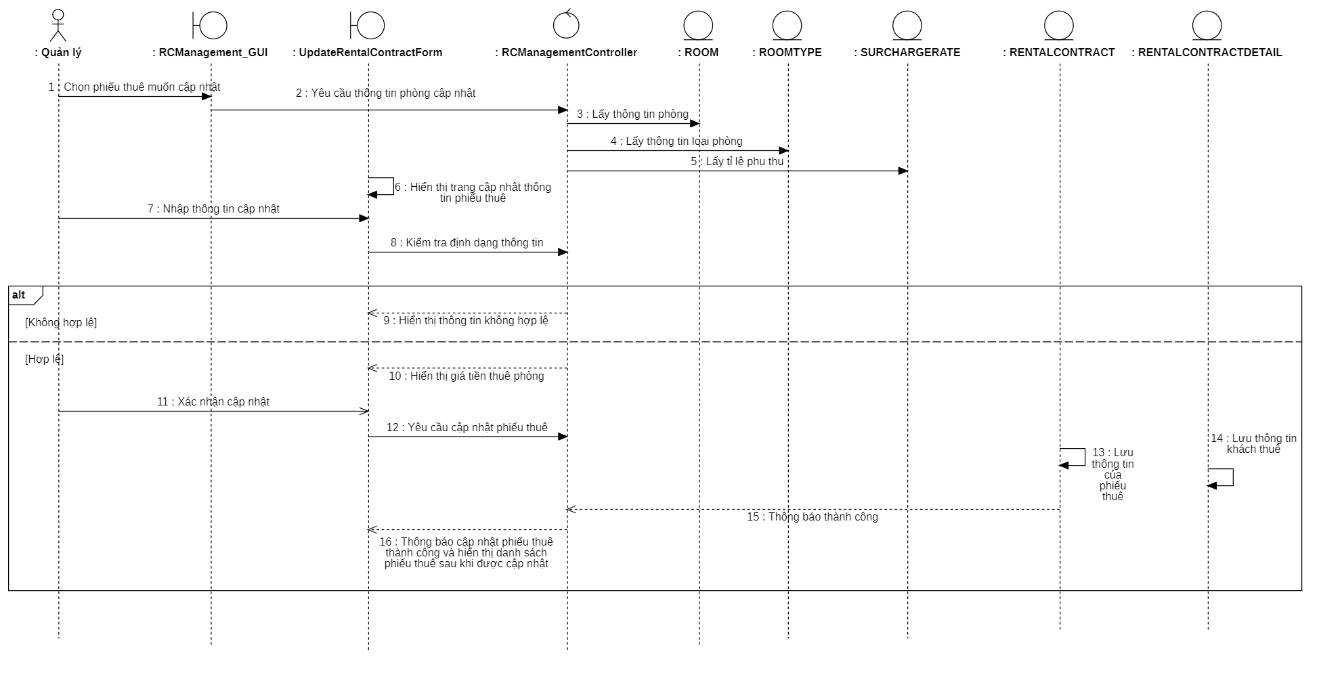 : Quản lý
: RCManagement_GUI
: UpdateRentalContractForm
: RCManagementController
: ROOM
: ROOMTYPE
: SURCHARGERATE
: RENTALCONTRACT
: RENTALCONTRACTDETAIL
1 : Chọn phiếu thuê muốn cập nhật
2 : Yêu cầu thông tin phòng cập nhật
3 : Lấy thông tin phòng
4 : Lấy thông tin loại phòng
5 : Lấy tỉ lệ phụ thu
6 : Hiển thị trang cập nhật thông
tin phiếu thuê
7 : Nhập thông tin cập nhật
8 : Kiểm tra định dạng thông tin
alt
[Không hợp lệ]
9 : Hiển thị thông tin không hợp lệ
[Hợp lệ]
10 : Hiển thị giá tiền thuê phòng
11 : Xác nhận cập nhật
12 : Yêu cầu cập nhật phiếu thuê
13 : Lưu
thông tin
của
phiếu
thuê
14 : Lưu thông tin
khách thuê
15 : Thông báo thành công
16 : Thông báo cập nhật phiếu thuê
thành công và hiển thị danh sách
phiếu thuê sau khi được cập nhật